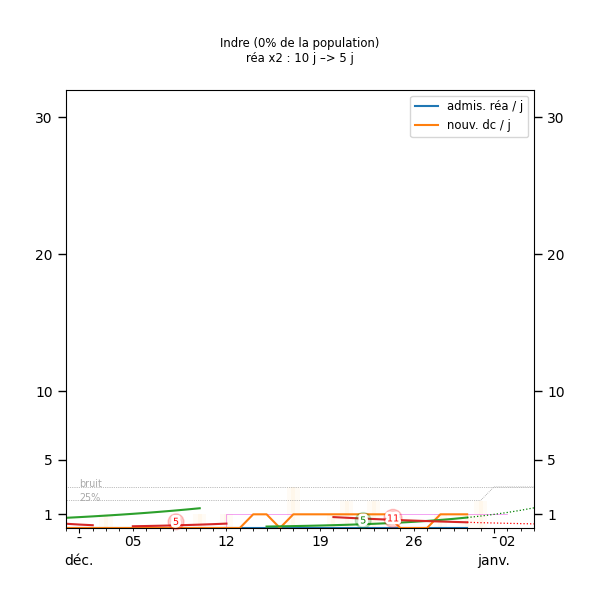 Indre (0% de la population)
réa x2 : 10 j –> 5 j
admis. réa / j
nouv. dc / j
30 30
20 20
10 10
5 5
bruit
25%
1 1
5 5 11
- 05 12 19 26 - 02
déc. janv.